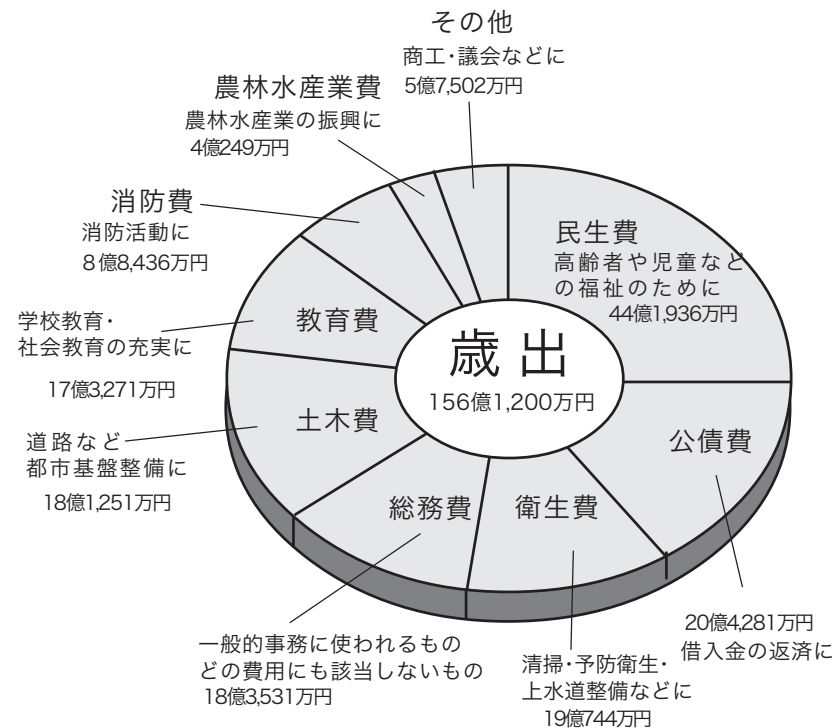 その他
商工・議会などに
5億7,502万円
農林水産業費
農林水産業の振興に
4億249万円
消防費
消防活動に
8億8,436万円
民生費
高齢者や児童など
の福祉のために
44億1,936万円
教育費
学校教育・
社会教育の充実に
17億3,271万円
歳出
156億1,200万円
土木費
道路など
都市基盤整備に
18億1,251万円
公債費
20億4,281万円
借入金の返済に
総務費
一般的事務に使われるもの
どの費用にも該当しないもの
18億3,531万円
衛生費
清掃・予防衛生・
上水道整備などに
19億744万円